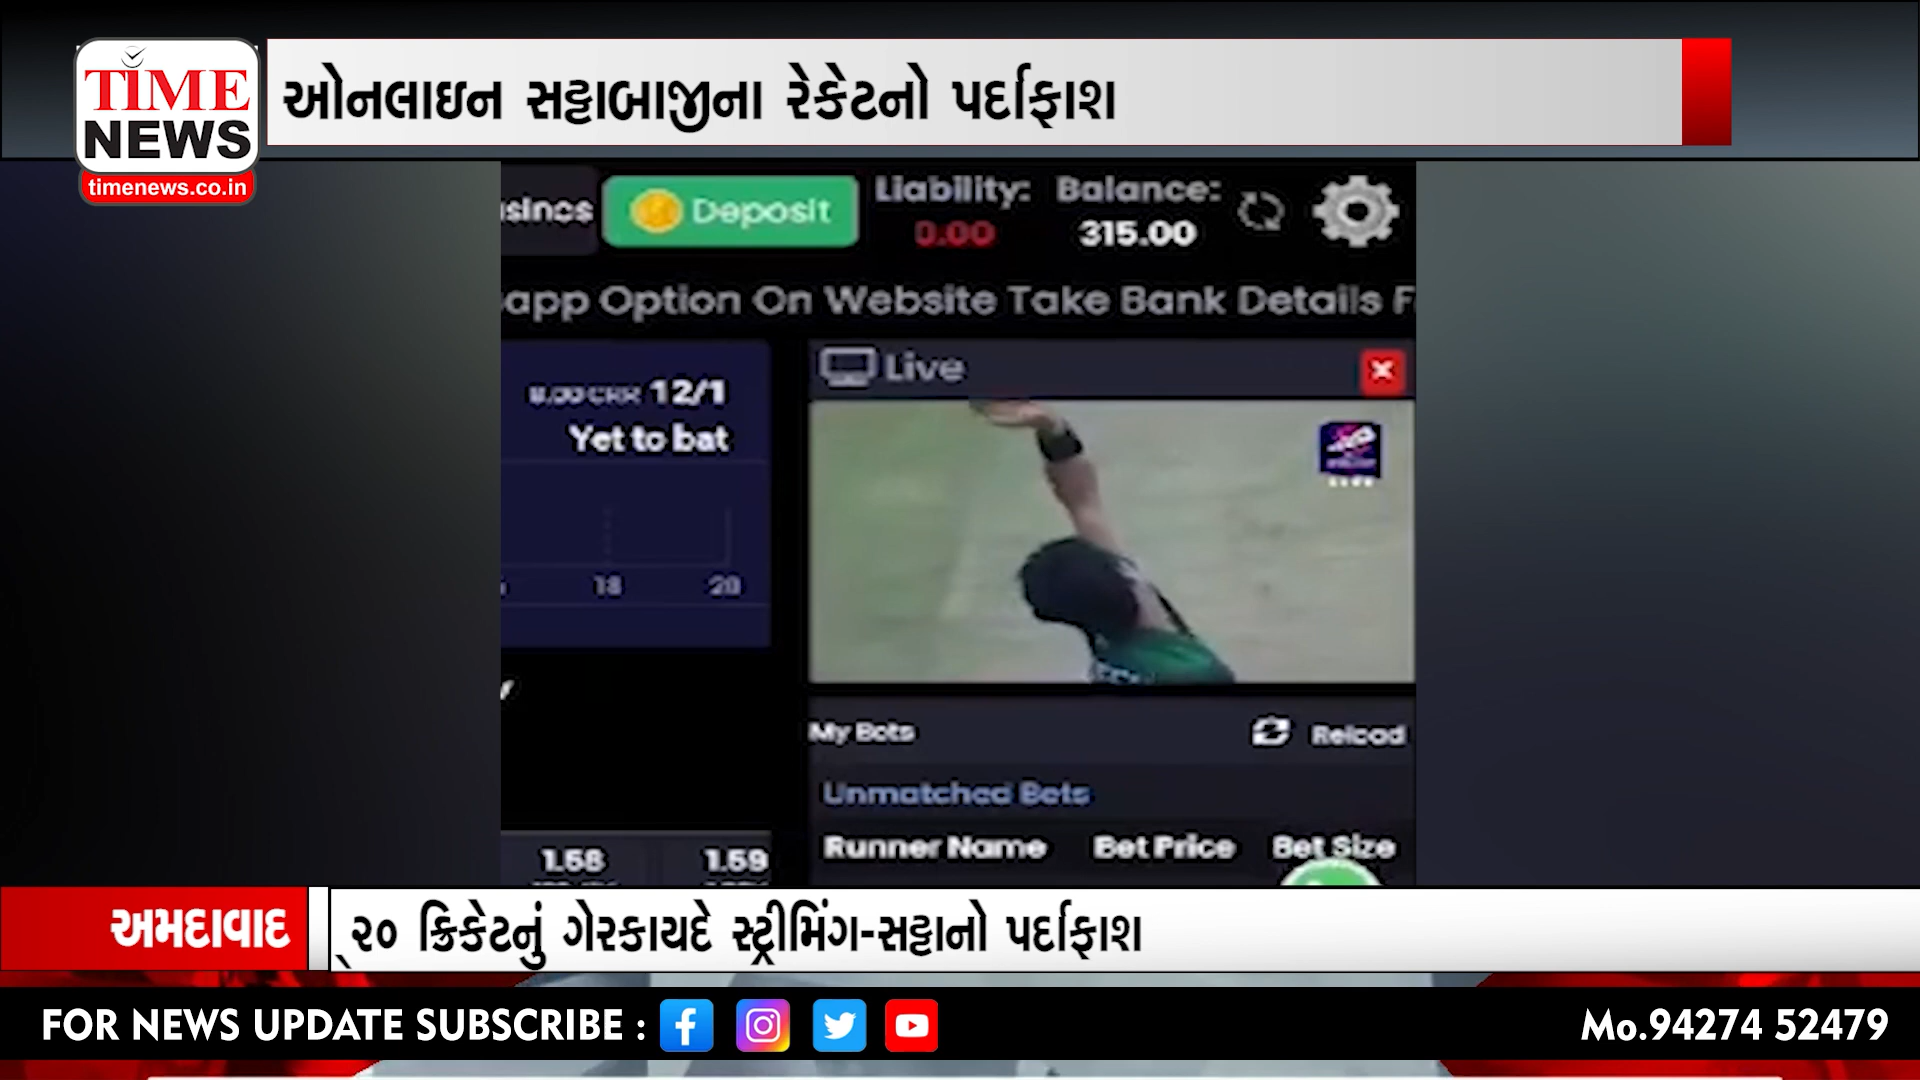 TIME
NEWS
timenews.co.in
ઓનલાઇન સટ્ટાબાજીના રેકેટનો પર્દાફાશ
Deposit
Liability:
0.00
Balance:
315.00
app Option On Website Take Bank Details
CRR 12/1
Yet to bat
18 20
Live
My Bets
Reload
Unmatched Bets
Runner Name Bet Price Bet Size
1.58 1.59
અમદાવાદ
૨૦ ક્રિકેટનું ગેરકાયદે સ્ટ્રીમિંગ-સટ્ટાનો પર્દાફાશ
FOR NEWS UPDATE SUBSCRIBE :
Mo.94274 52479